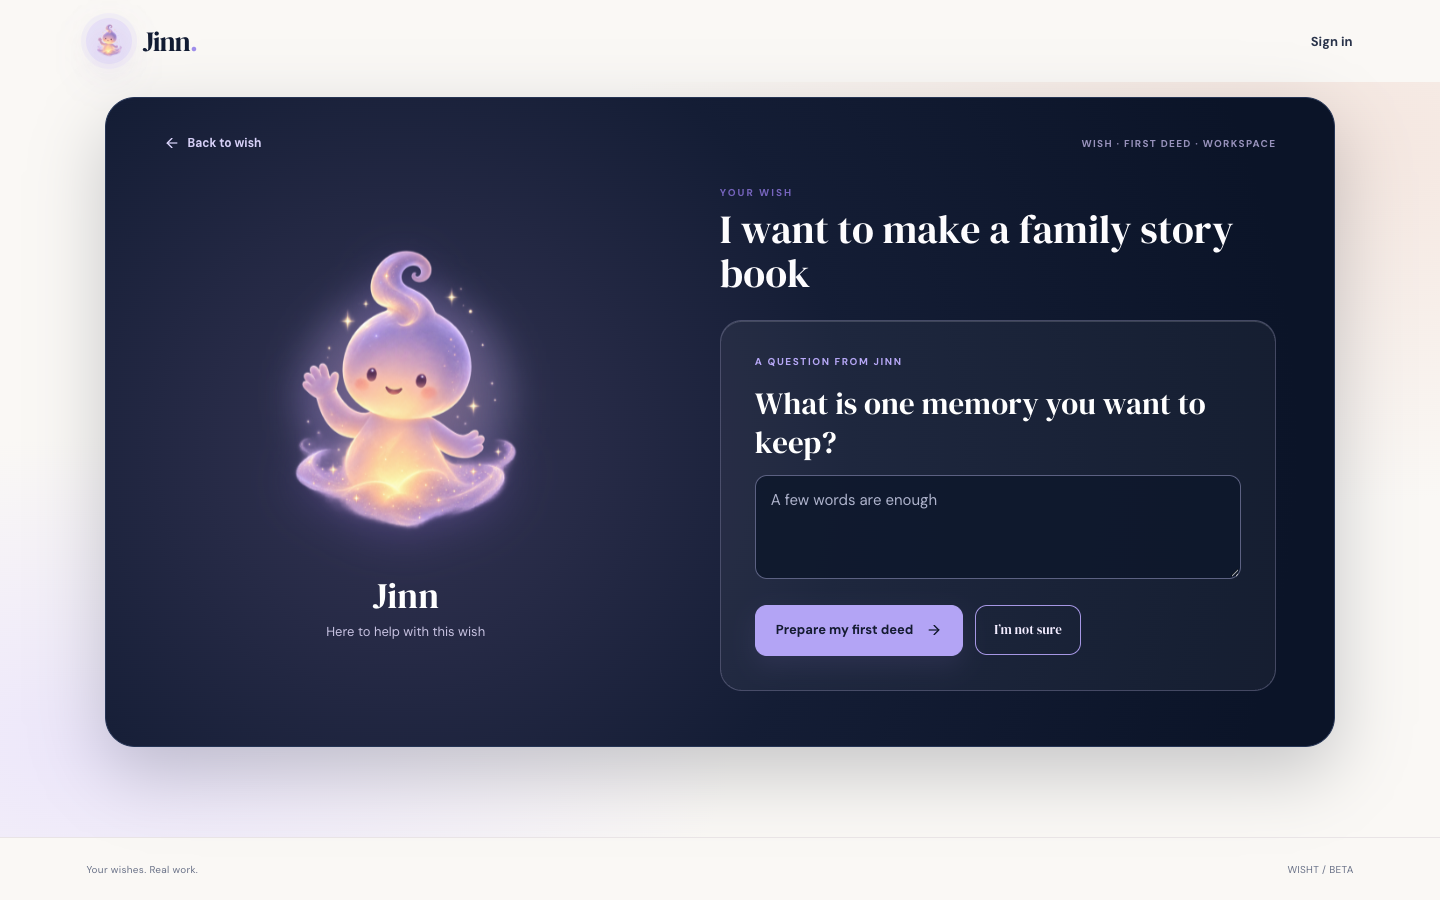 Jinn.
Sign in
Back to wish
WISH · FIRST DEED · WORKSPACE
YOUR WISH
I want to make a family story
book
A QUESTION FROM JINN
What is one memory you want to
keep?
A few words are enough
Prepare my first deed
I'm not sure
Jinn
Here to help with this wish
Your wishes. Real work.
WISHT / BETA